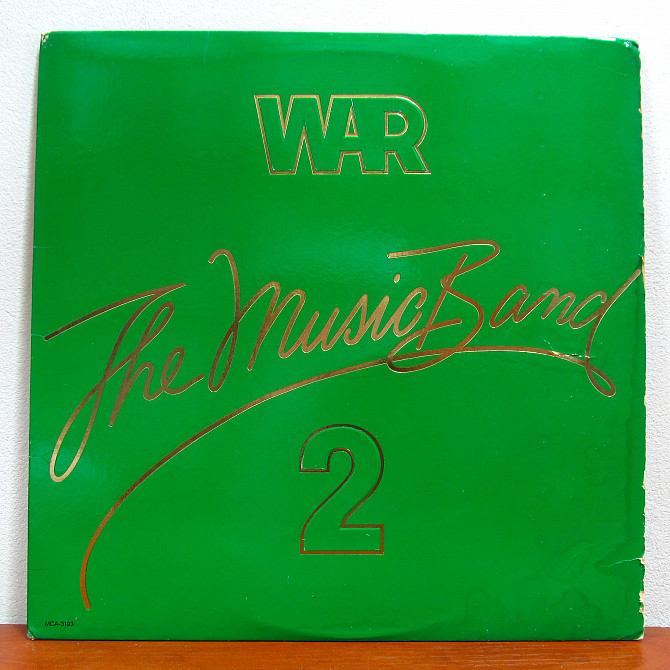 WAR
The Music Band
2
MCA-3193